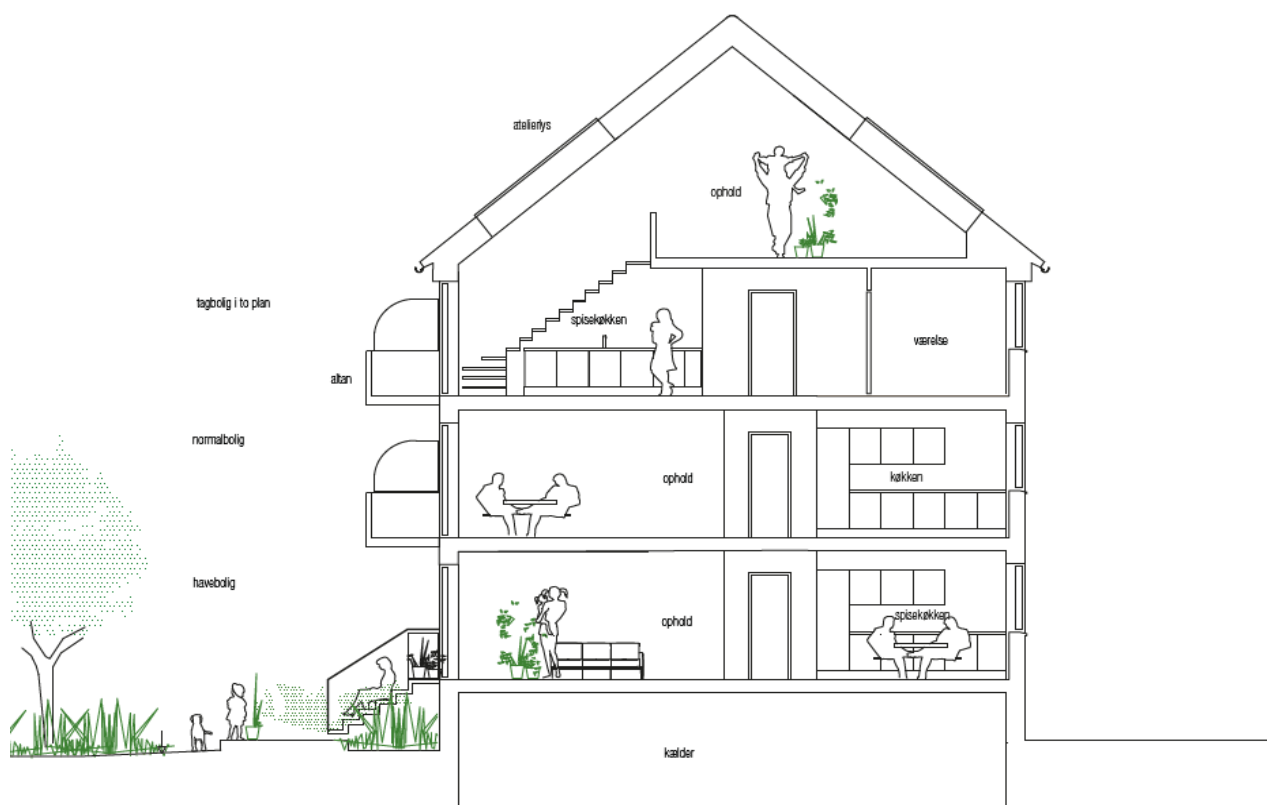 atelierlys
ophold
tagbolig i to plan
spisekøkken
værelse
altan
normalbolig
ophold
køkken
havebolig
ophold
spisekøkken
kælder